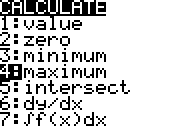 CALCULATE
1:value
2:zero
3:minimum
4:maximum
5:intersect
6:dy/dx
7:∫f(x)dx